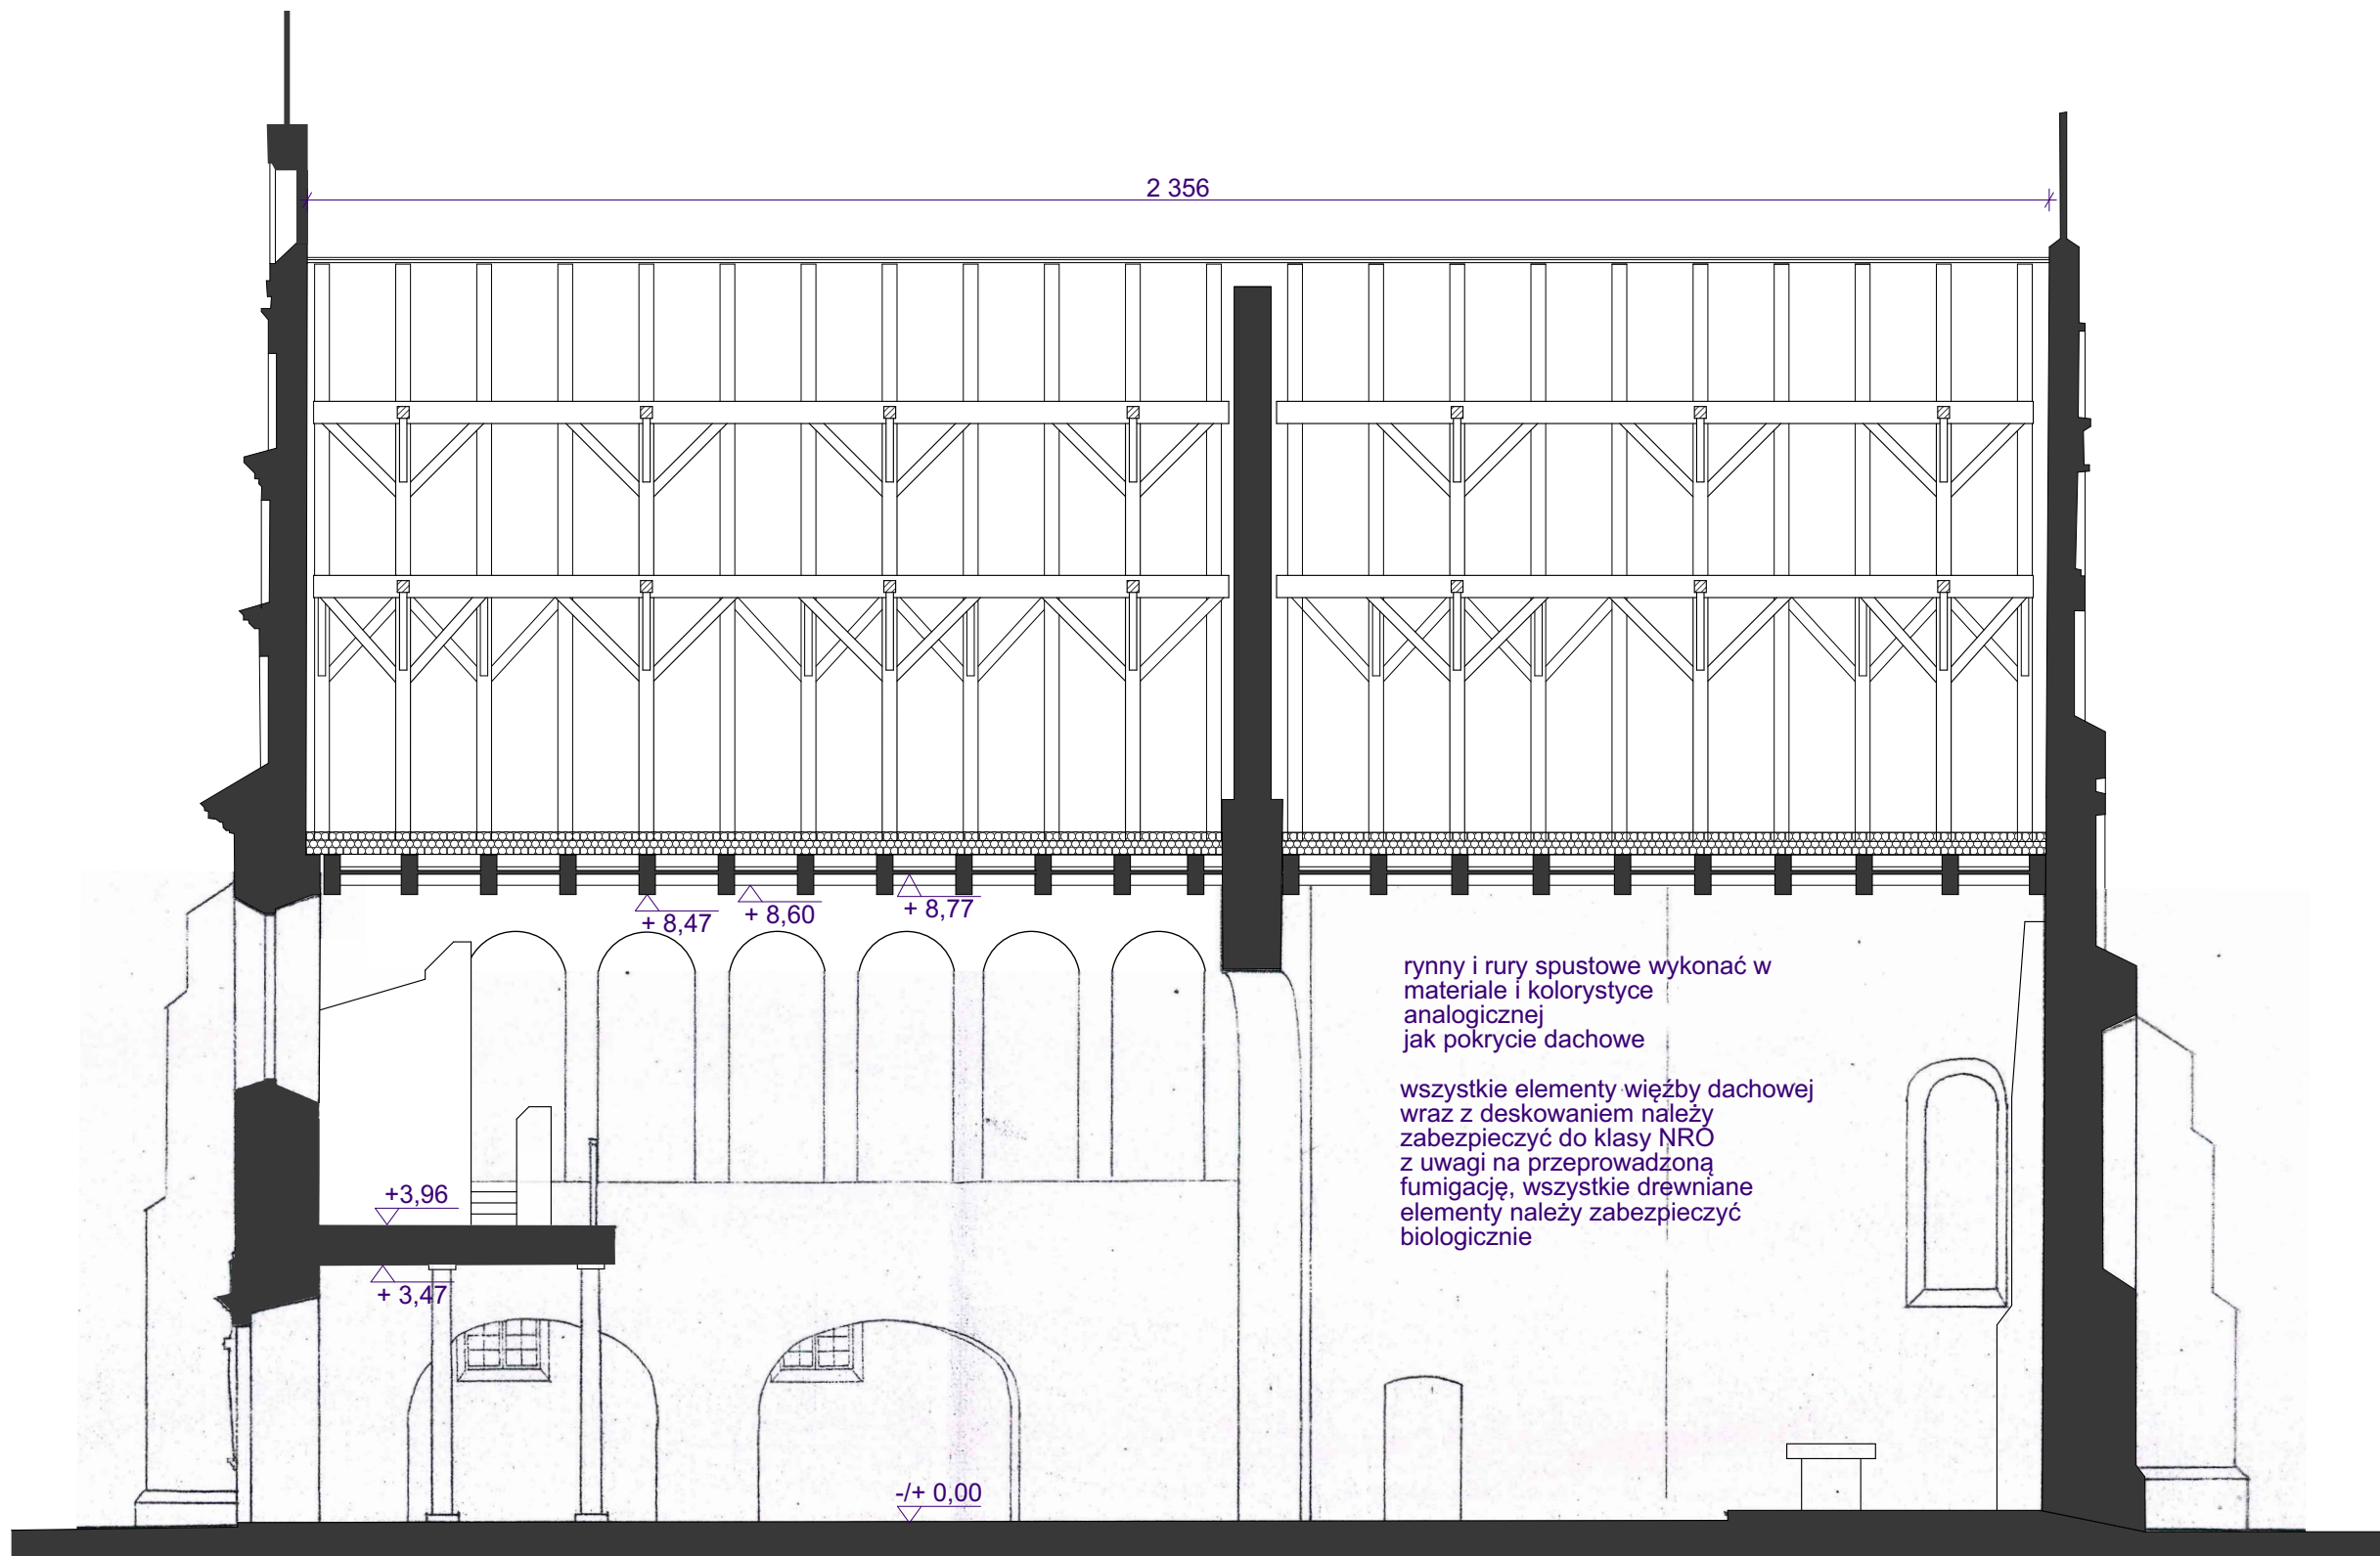 2 356
+ 8,47
+ 8,60
+ 8,77
rynny i rury spustowe wykonać w
materiale i kolorystyce
analogicznej
jak pokrycie dachowe
wszystkie elementy więźby dachowej
wraz z deskowaniem należy
zabezpieczyć do klasy NRO
z uwagi na przeprowadzoną
fumigację, wszystkie drewniane
elementy należy zabezpieczyć
biologicznie
+3,96
+ 3,47
-/+ 0,00